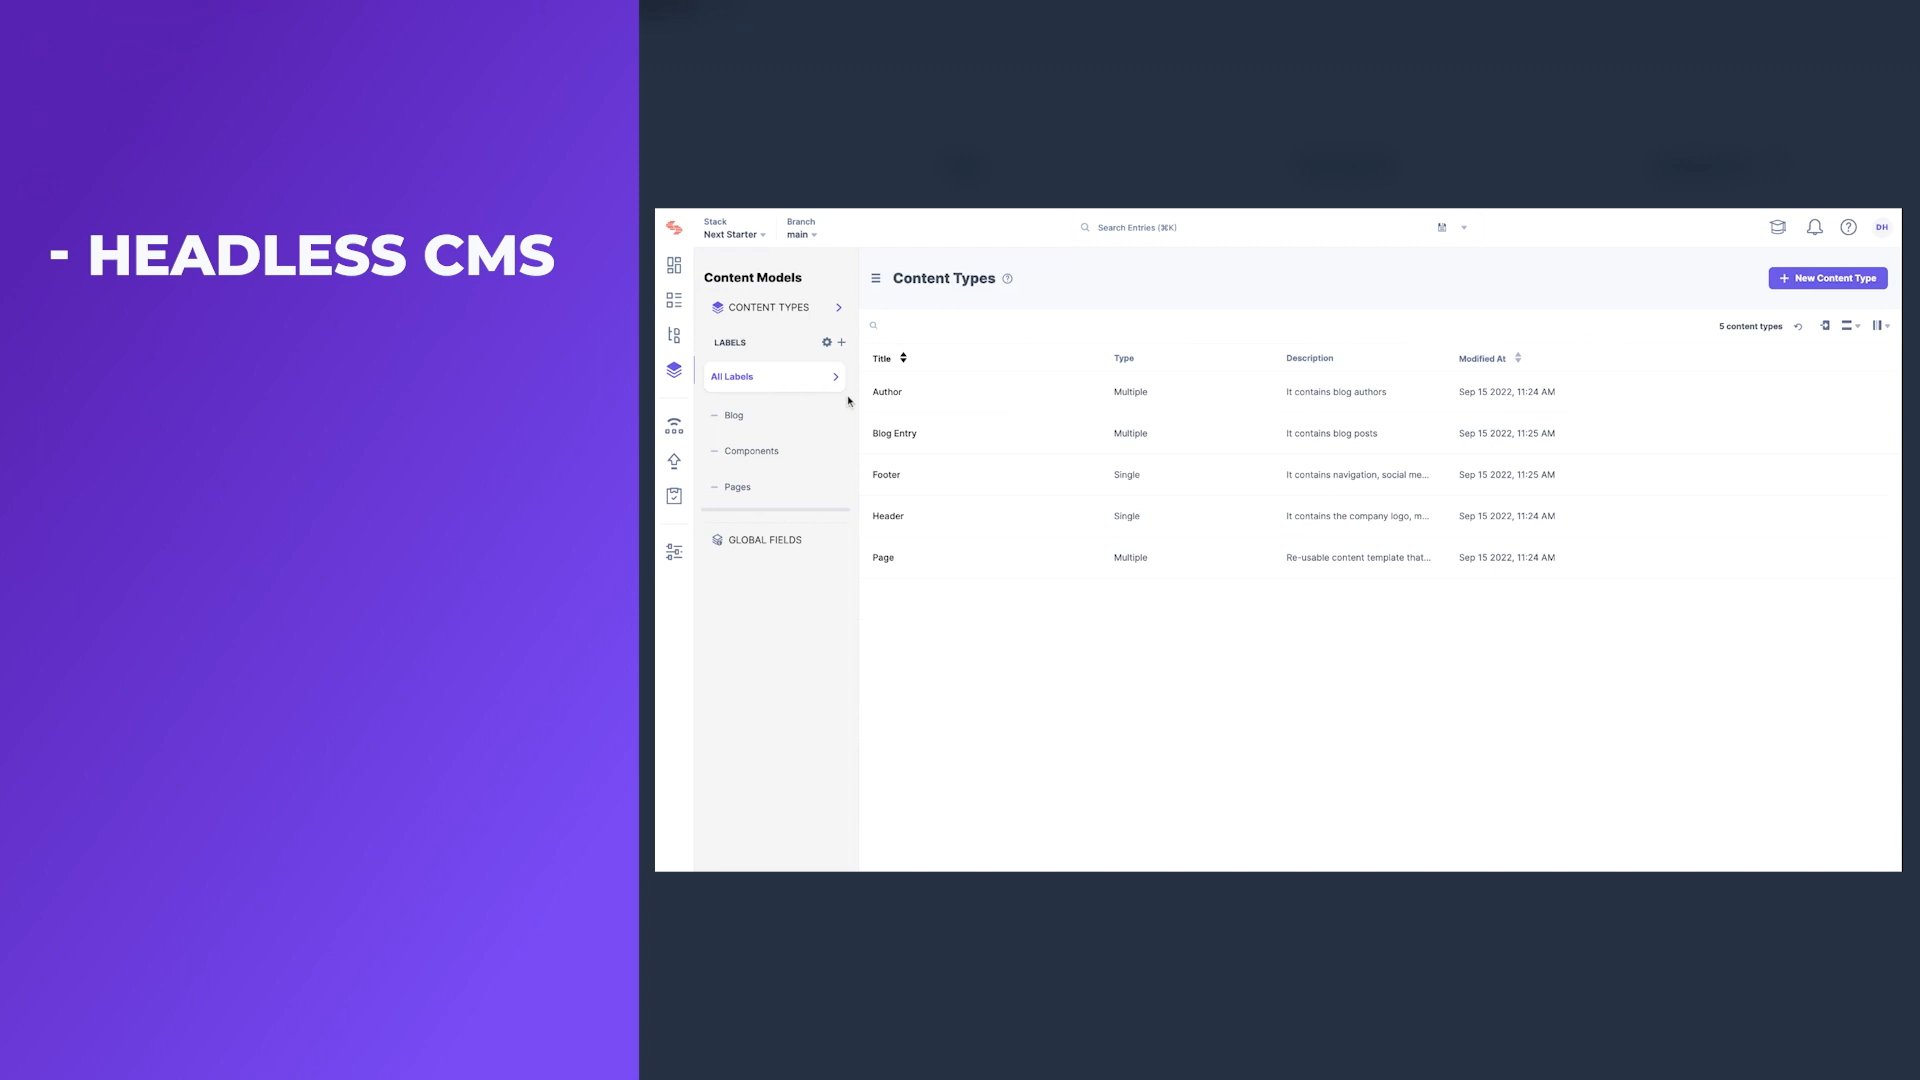 - HEADLESS CMS
Stack
Next Starter
Branch
main
Search Entries (⌘K)
DH
Content Models
CONTENT TYPES
LABELS
All Labels
Blog
Components
Pages
GLOBAL FIELDS
Content Types
New Content Type
5 content types
Title Type Description Modified At
Author Multiple It contains blog authors Sep 15 2022, 11:24 AM
Blog Entry Multiple It contains blog posts Sep 15 2022, 11:25 AM
Footer Single It contains navigation, social me... Sep 15 2022, 11:25 AM
Header Single It contains the company logo, m... Sep 15 2022, 11:24 AM
Page Multiple Re-usable content template that... Sep 15 2022, 11:24 AM